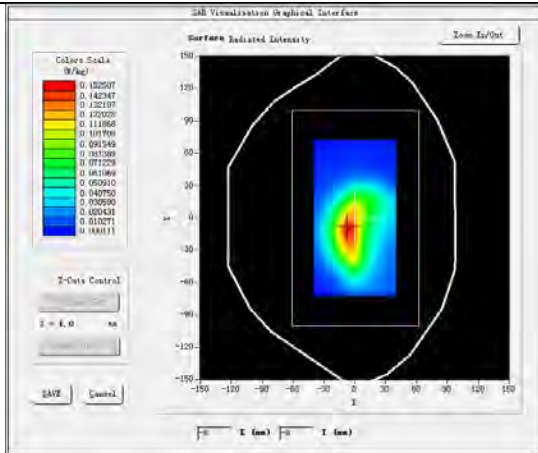 SAR Visualisation Graphical Interface
Surface Radiated Intensity
Zoom In/Out
Colors Scale
(W/kg)
0.152507
0.142347
0.132187
0.122028
0.111868
0.101708
0.091549
0.081389
0.071229
0.061069
0.050910
0.040750
0.030590
0.020431
0.010271
0.000111
150
120
90
60
30
0
-30
-60
-90
-120
-150
Y
-150 -120 -90 -60 -30 0 30 60 90 120 150
X
Z-Cuts Control
Z = 4.0 mm
SAVE Cancel
X (mm) Y (mm)